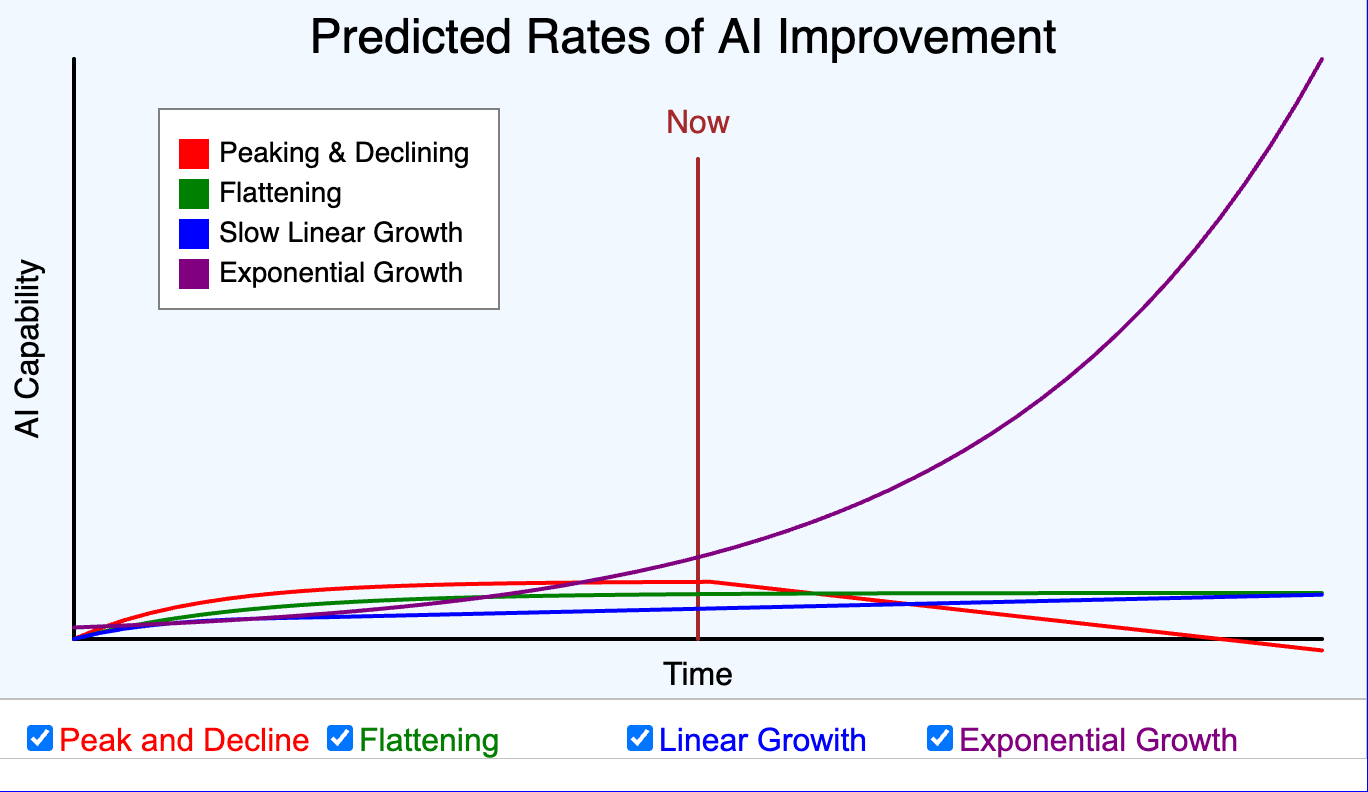 Predicted Rates of AI Improvement
Now
Peaking & Declining
Flattening
Slow Linear Growth
Exponential Growth
AI Capability
Time
Peak and Decline
Flattening
Linear Growith
Exponential Growth